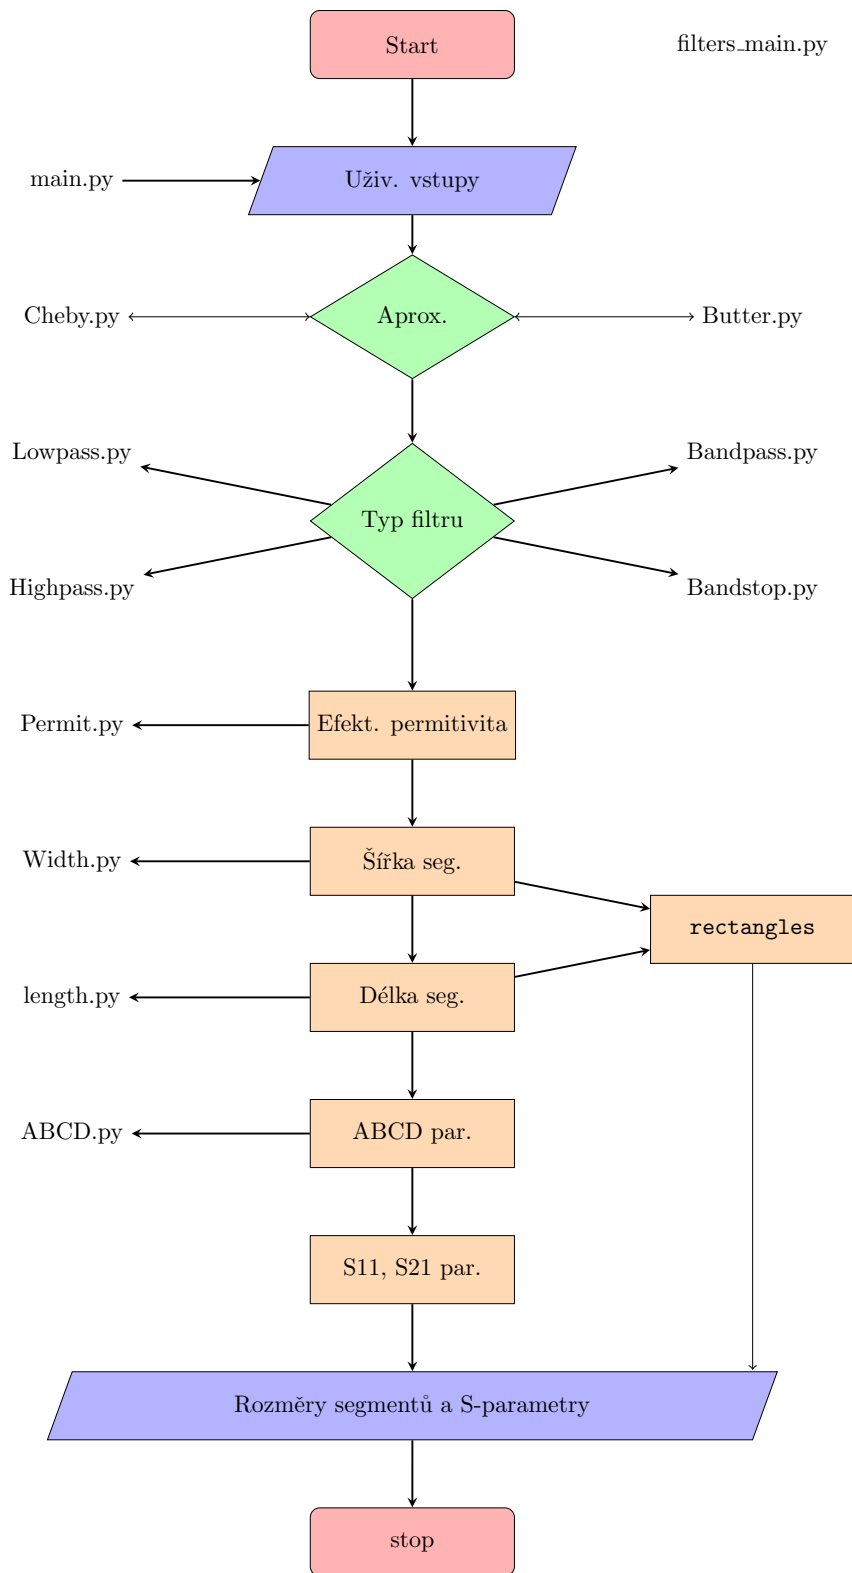 Start
filters_main.py
main.py
Uživ. vstupy
Cheby.py
Aprox.
Butter.py
Lowpass.py
Bandpass.py
Typ filtru
Highpass.py
Bandstop.py
Permit.py
Efekt. permitivita
Width.py
Šířka seg.
rectangles
length.py
Délka seg.
ABCD.py
ABCD par.
S11, S21 par.
Rozměry segmentů a S-parametry
stop